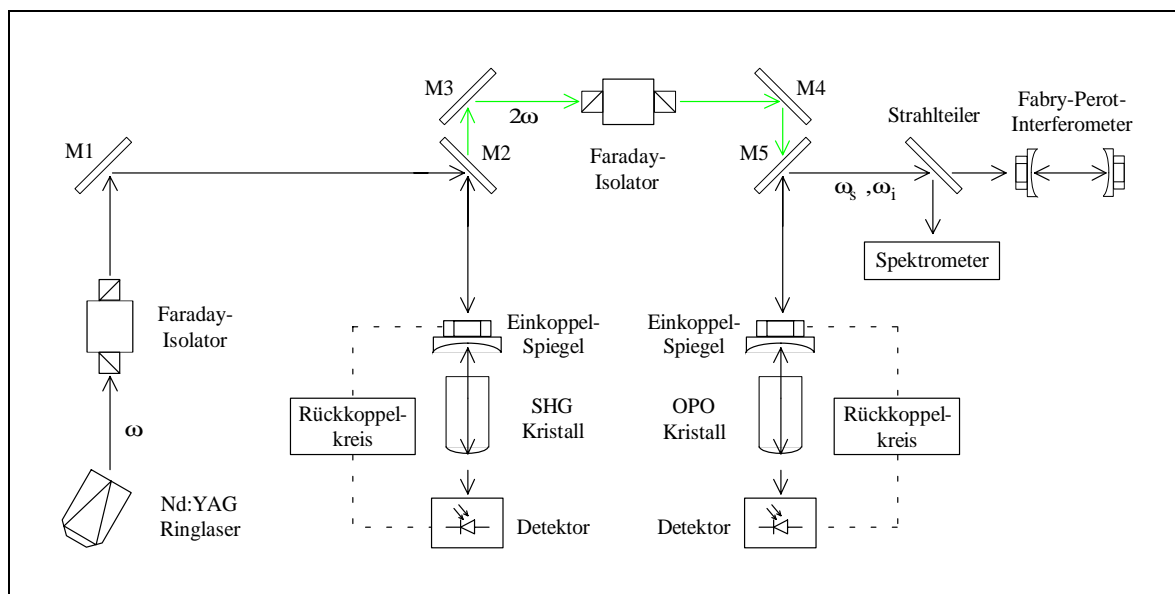 M3
2ω
M4
Strahlteiler
Fabry-Perot-
Interferometer
M1
M2
Faraday-
Isolator
M5
ωs ,ωi
Spektrometer
Faraday-
Isolator
Einkoppel-
Spiegel
Einkoppel-
Spiegel
Rückkoppel-
kreis
SHG
Kristall
OPO
Kristall
Rückkoppel-
kreis
ω
Nd:YAG
Ringlaser
Detektor
Detektor